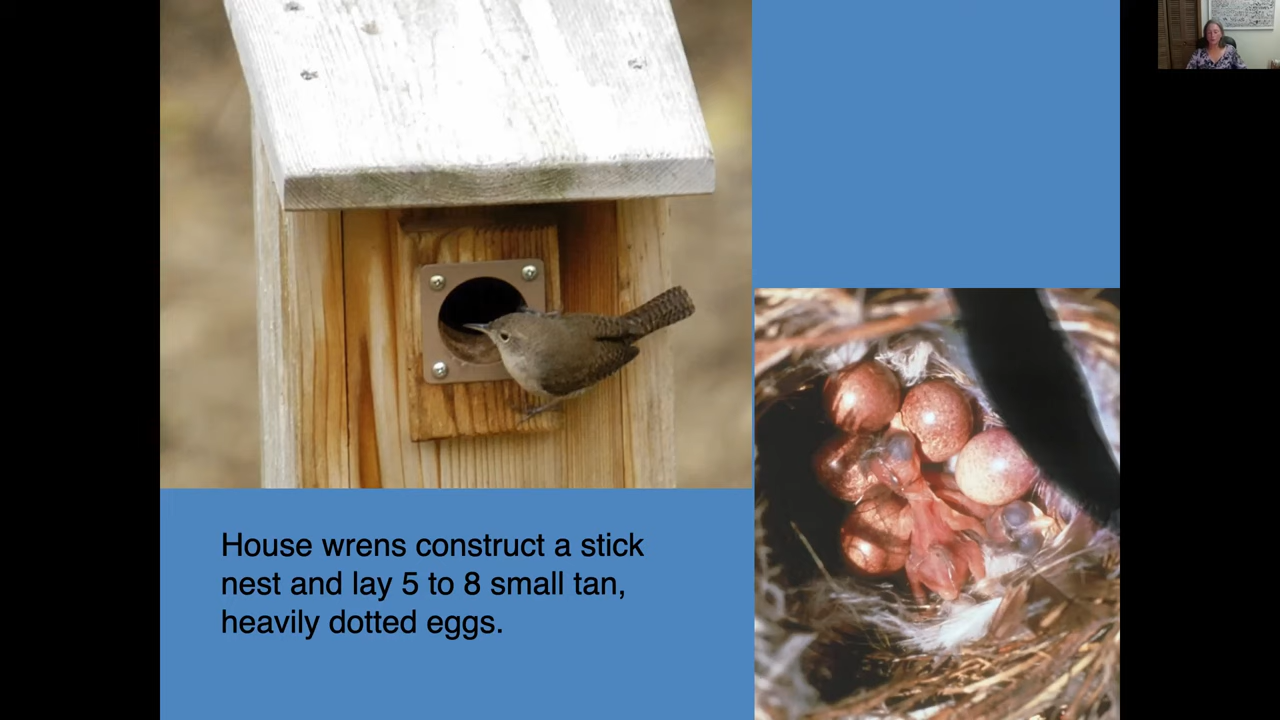 House wrens construct a stick
nest and lay 5 to 8 small tan,
heavily dotted eggs.